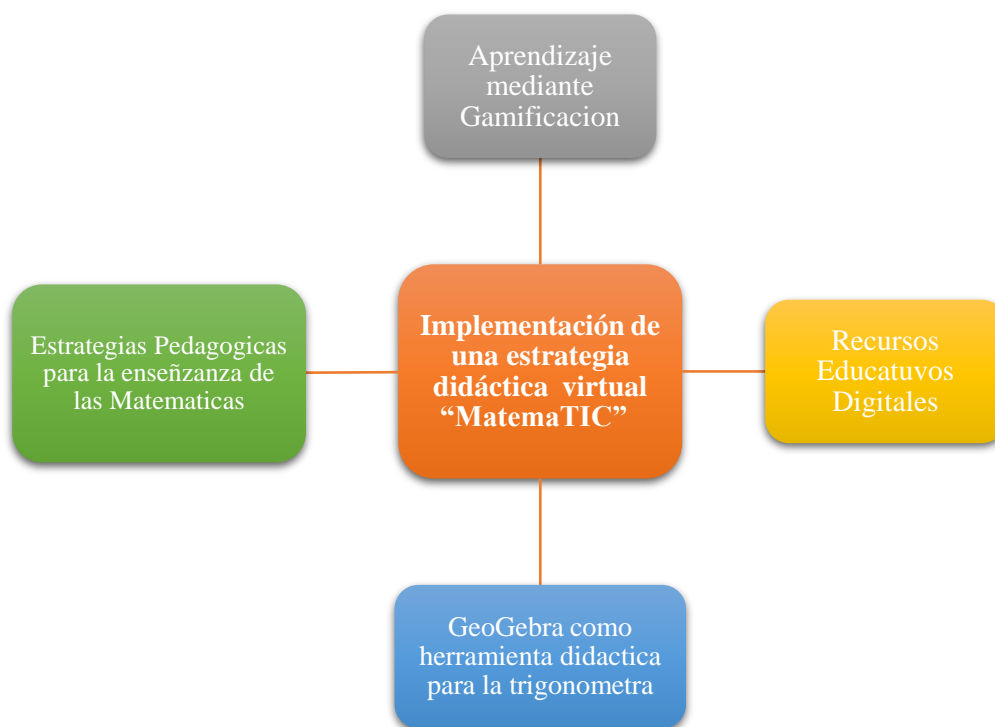 Aprendizaje
mediante
Gamificacion
Estrategias Pedagogicas
para la enseñzanza de
las Matematicas
Implementación de
una estrategia
didáctica virtual
“MatemaTIC”
Recursos
Educatuvos
Digitales
GeoGebra como
herramienta didactica
para la trigonometra